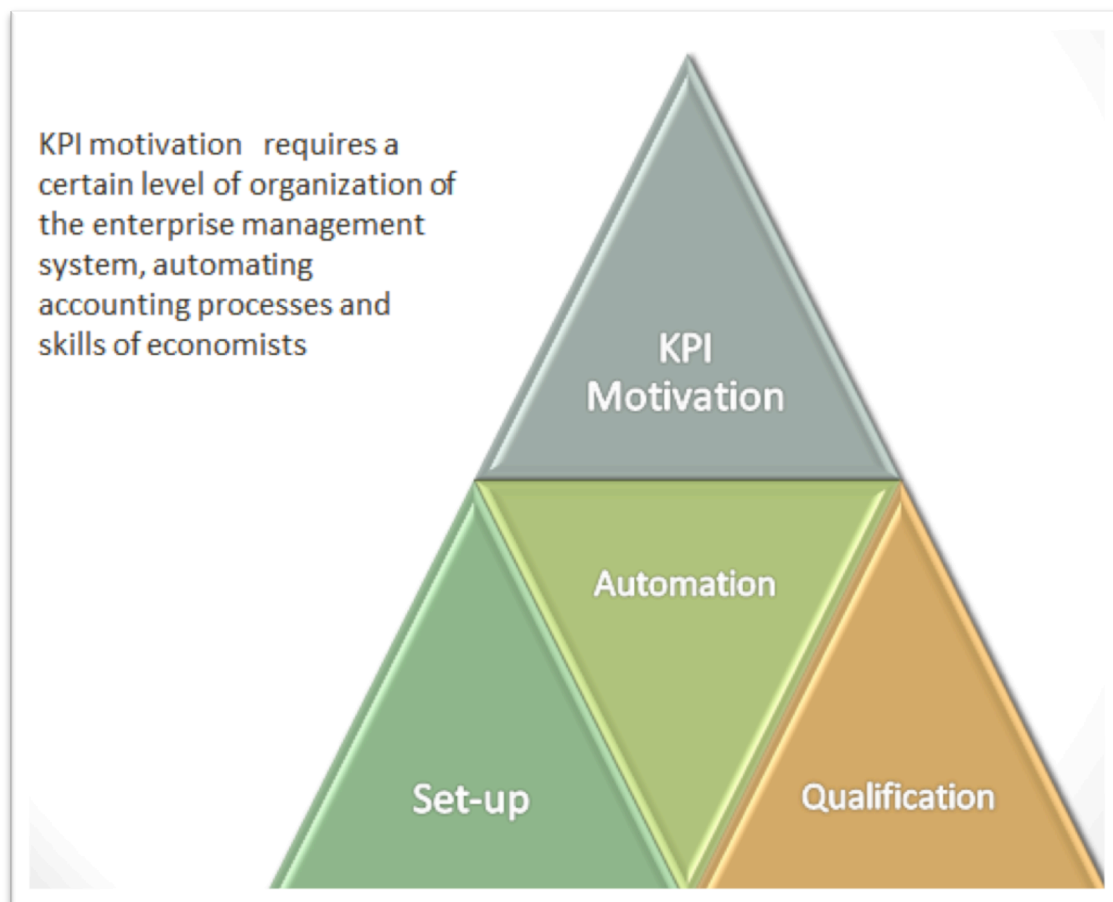 KPI motivation requires a
certain level of organization of
the enterprise management
system, automating
accounting processes and
skills of economists
KPI
Motivation
Automation
Set-up
Qualification